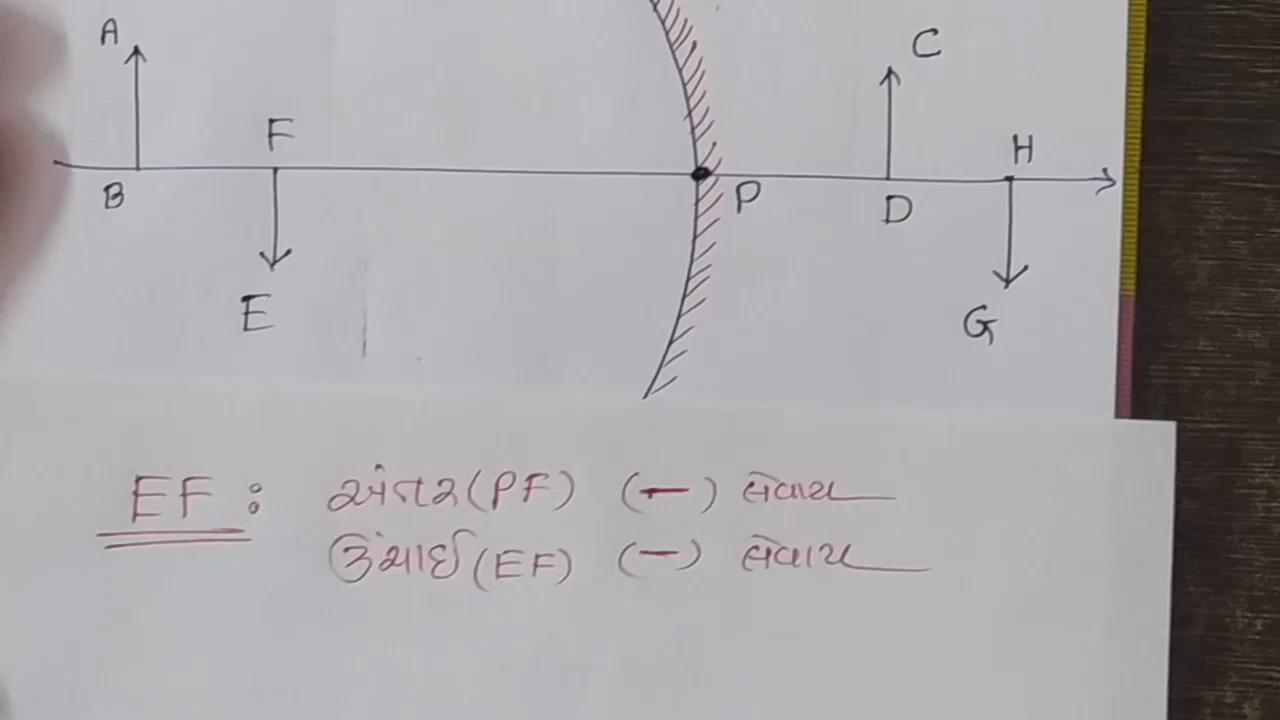 A
C
F
H
B
P
D
E
G
EF : અંતર (PF) (-) લેવાય
ઊંચાઈ (EF) (-) લેવાય